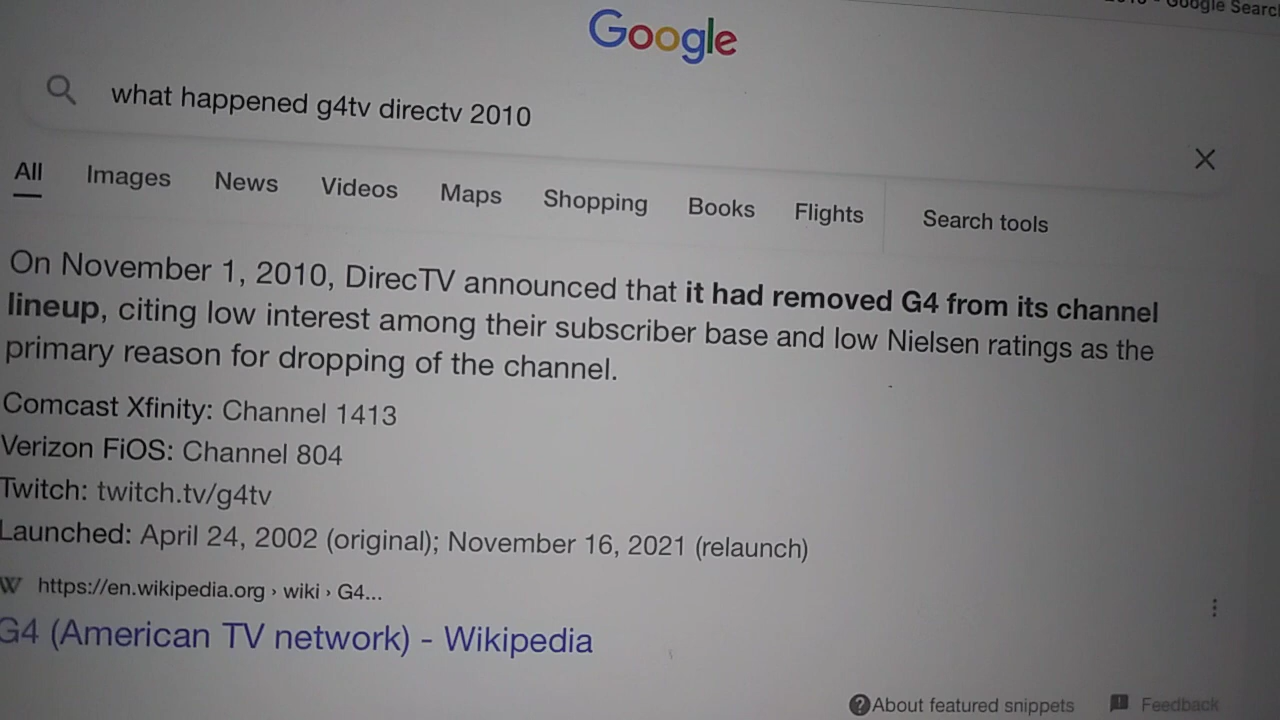 2010 - Google Search
Google
what happened g4tv directv 2010
All Images News Videos Maps Shopping Books Flights Search tools
On November 1, 2010, DirecTV announced that it had removed G4 from its channel
lineup, citing low interest among their subscriber base and low Nielsen ratings as the
primary reason for dropping of the channel.
Comcast Xfinity: Channel 1413
Verizon FiOS: Channel 804
Twitch: twitch.tv/g4tv
Launched: April 24, 2002 (original); November 16, 2021 (relaunch)
W https://en.wikipedia.org › wiki › G4...
G4 (American TV network) - Wikipedia
About featured snippets Feedback